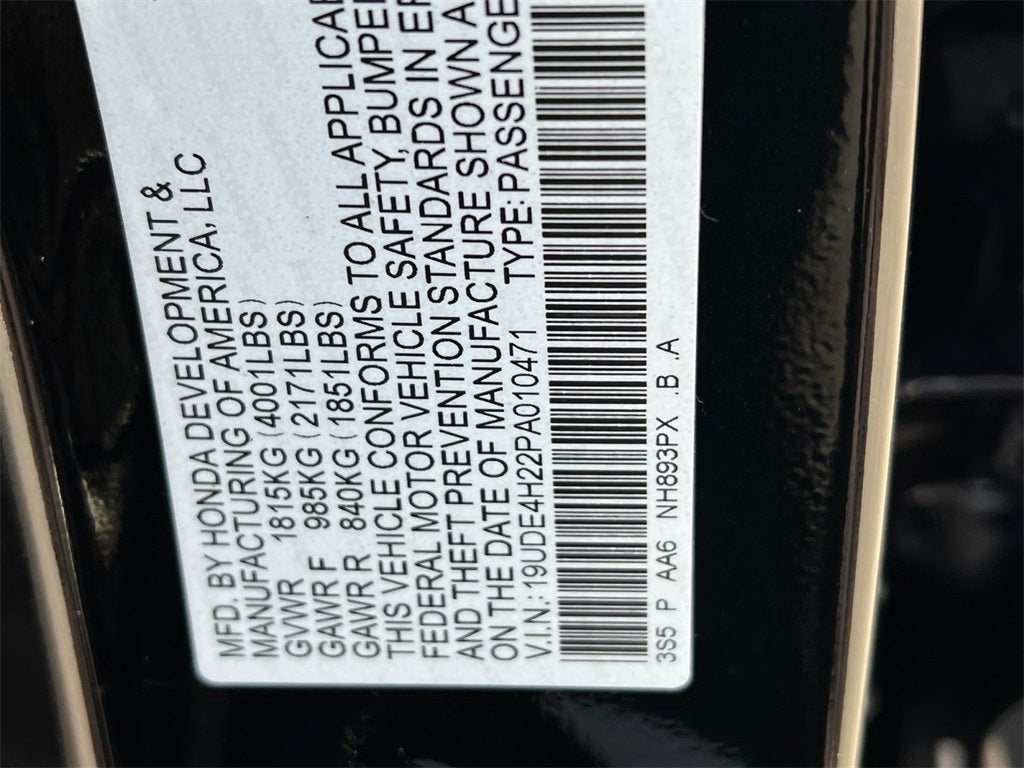 MFD. BY HONDA DEVELOPMENT &
MANUFACTURING OF AMERICA, LLC
GVWR 1815KG (4001LBS)
GAWR F 985KG (2171LBS)
GAWR R 840KG (1851LBS)
THIS VEHICLE CONFORMS TO ALL APPLICAB
FEDERAL MOTOR VEHICLE SAFETY, BUMPER
AND THEFT PREVENTION STANDARDS IN EF
ON THE DATE OF MANUFACTURE SHOWN A
V.I.N.: 19UDE4H22PA010471 TYPE: PASSENGE
3S5 P AA6 NH893PX .B .A